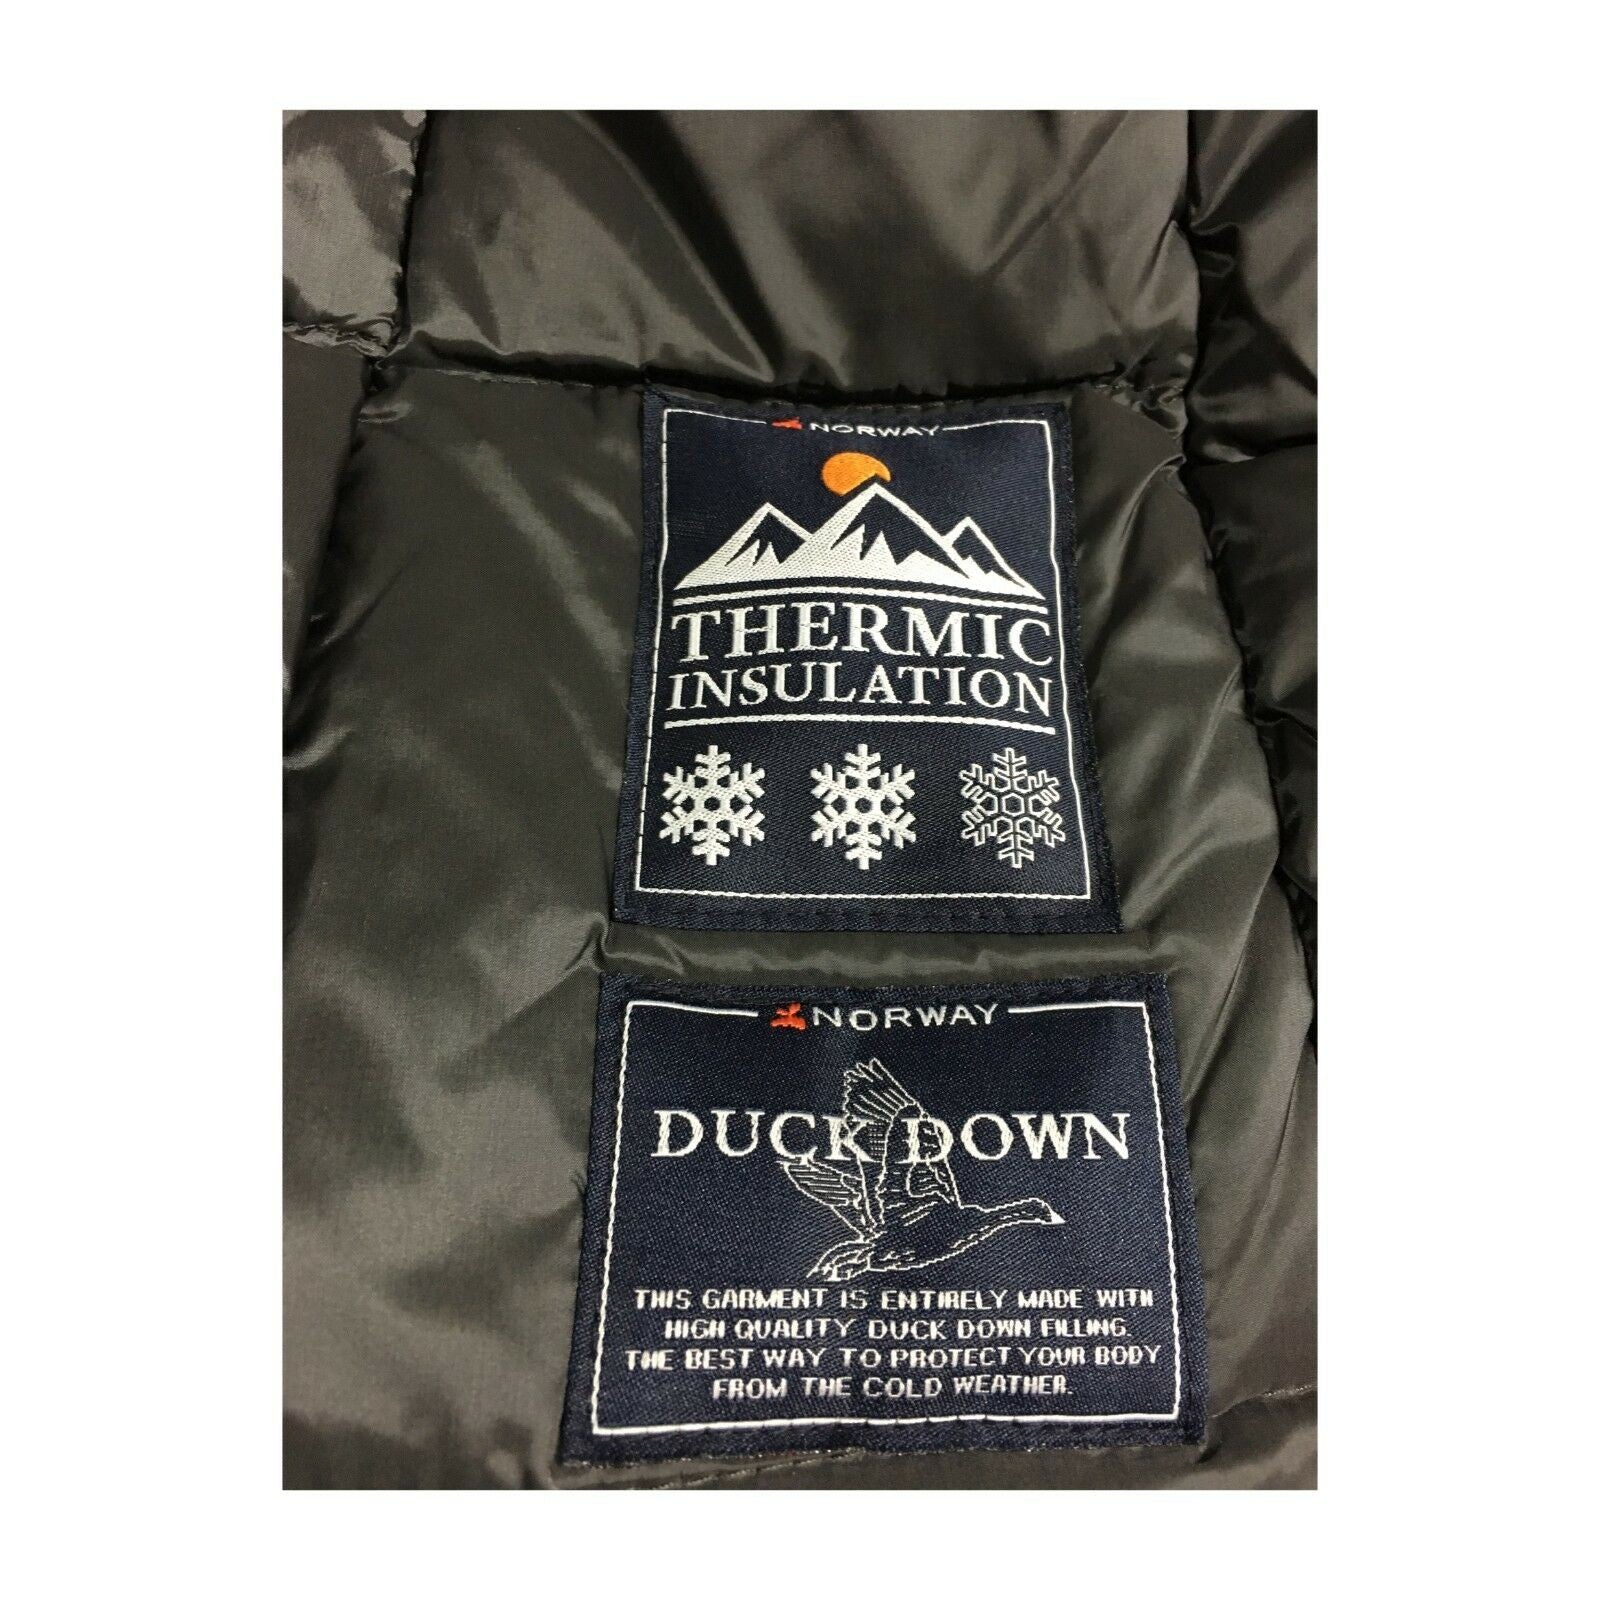 NORWAY
THERMIC
INSULATION
NORWAY
DUCK DOWN
THIS GARMENT IS ENTIRELY MADE WITH
HIGH QUALITY DUCK DOWN FILLING.
THE BEST WAY TO PROTECT YOUR BODY
FROM THE COLD WEATHER.